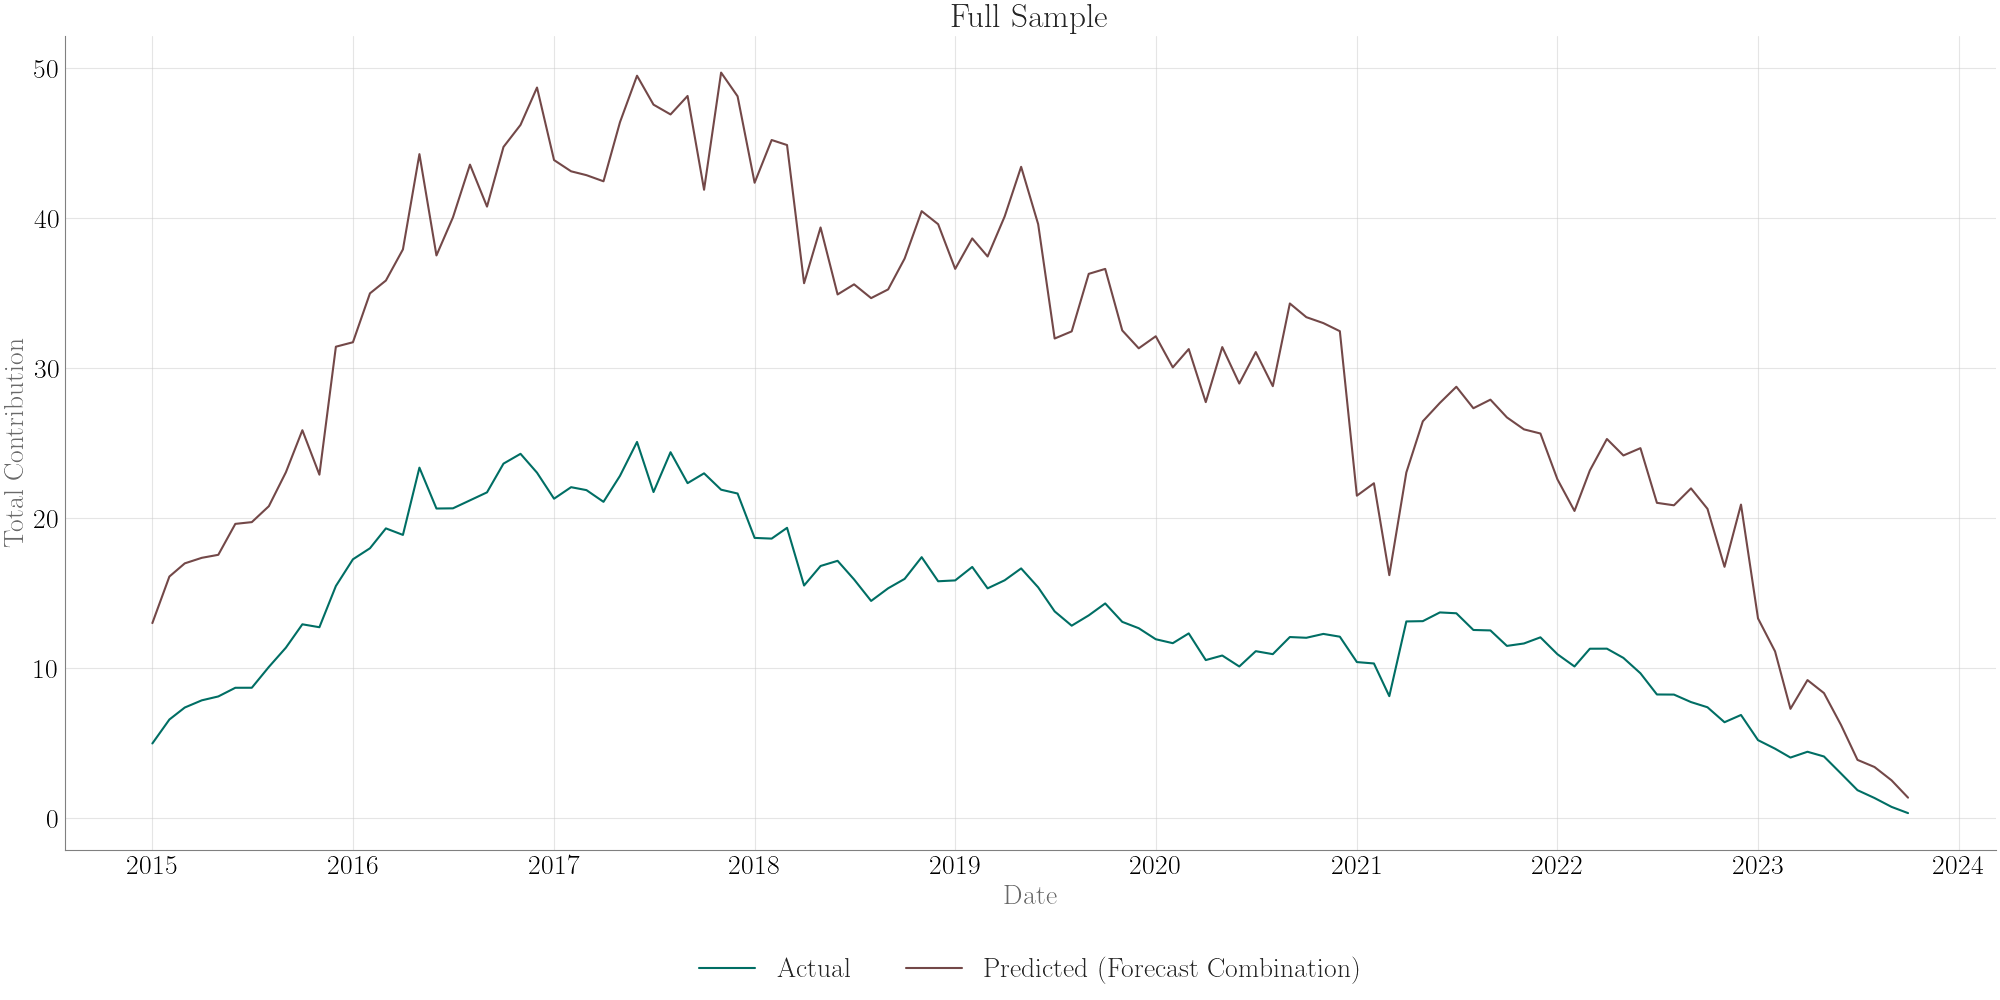 Full Sample
50
40
30
20
10
0
Total Contribution
2015 2016 2017 2018 2019 2020 2021 2022 2023 2024
Date
Actual Predicted (Forecast Combination)